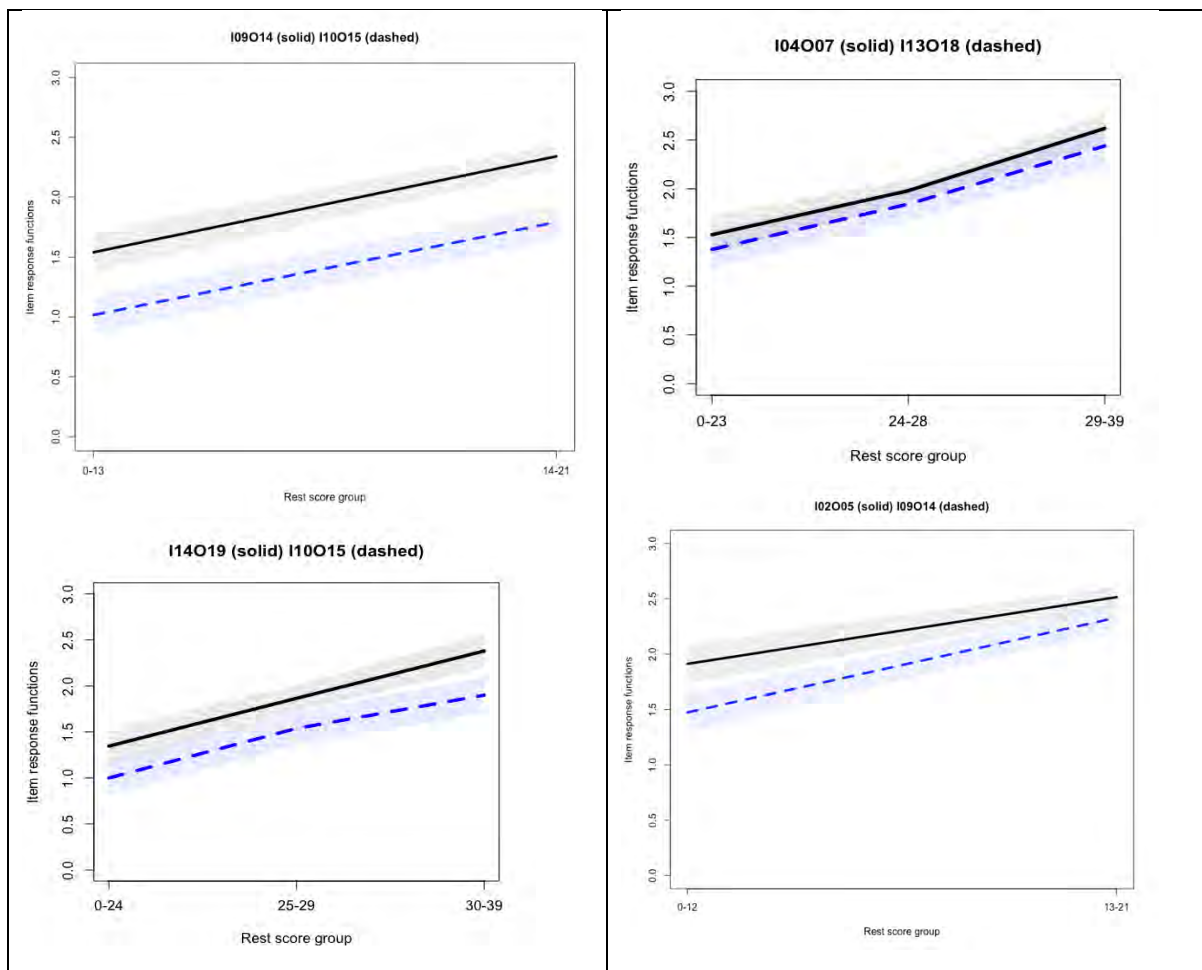 I09O14 (solid) I10O15 (dashed)
3.0
2.5
2.0
1.5
1.0
0.5
0.0
Item response functions
0-13 14-21
Rest score group
I14O19 (solid) I10O15 (dashed)
3.0
2.5
2.0
1.5
1.0
0.5
0.0
Item response functions
0-24 25-29 30-39
Rest score group
I04O07 (solid) I13O18 (dashed)
3.0
2.5
2.0
1.5
1.0
0.5
0.0
Item response functions
0-23 24-28 29-39
Rest score group
I02O05 (solid) I09O14 (dashed)
3.0
2.5
2.0
1.5
1.0
0.5
0.0
Item response functions
0-12 13-21
Rest score group